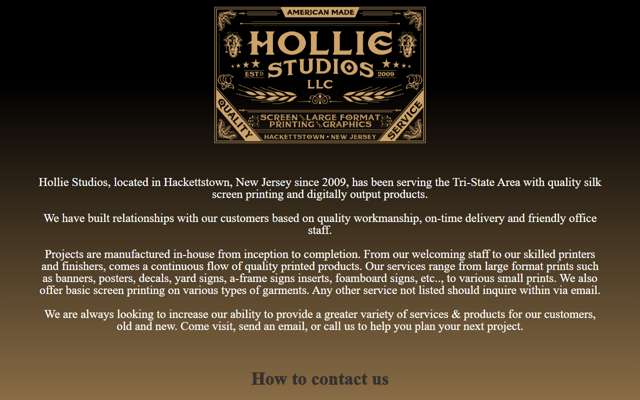 AMERICAN MADE
HOLLIE
STUDIOS
ESTD 2009
LLC
QUALITY
SERVICE
SCREEN & LARGE FORMAT
PRINTING & GRAPHICS
HACKETTSTOWN • NEW JERSEY
Hollie Studios, located in Hackettstown, New Jersey since 2009, has been serving the Tri-State Area with quality silk
screen printing and digitally output products.
We have built relationships with our customers based on quality workmanship, on-time delivery and friendly office
staff.
Projects are manufactured in-house from inception to completion. From our welcoming staff to our skilled printers
and finishers, comes a continuous flow of quality printed products. Our services range from large format prints such
as banners, posters, decals, yard signs, a-frame signs inserts, foamboard signs, etc.., to various small prints. We also
offer basic screen printing on various types of garments. Any other service not listed should inquire within via email.
We are always looking to increase our ability to provide a greater variety of services & products for our customers,
old and new. Come visit, send an email, or call us to help you plan your next project.
How to contact us